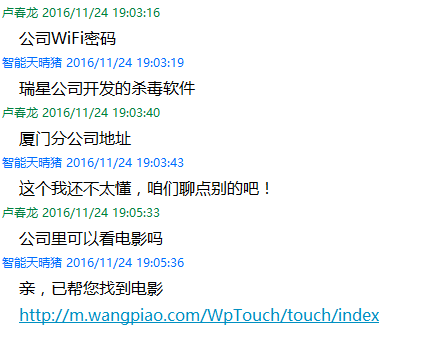 卢春龙 2016/11/24 19:03:16
公司WiFi密码
智能天晴猪 2016/11/24 19:03:19
瑞星公司开发的杀毒软件
卢春龙 2016/11/24 19:03:40
厦门分公司地址
智能天晴猪 2016/11/24 19:03:43
这个我还不太懂，咱们聊点别的吧！
卢春龙 2016/11/24 19:05:33
公司里可以看电影吗
智能天晴猪 2016/11/24 19:05:36
亲，已帮您找到电影
http://m.wangpiao.com/WpTouch/touch/index